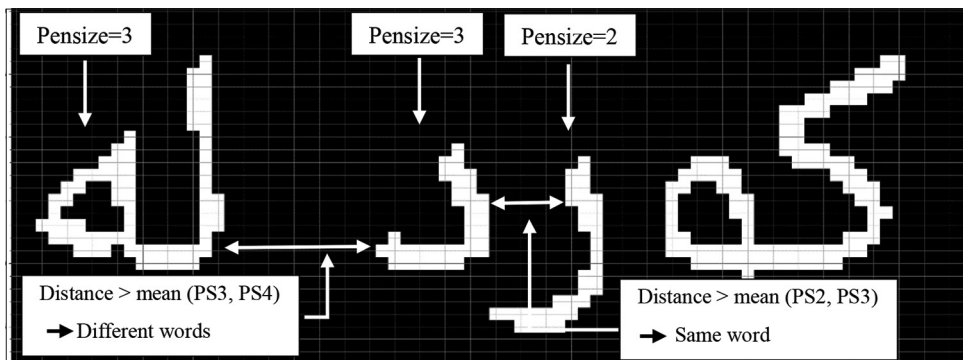 Pensize=3
Pensize=3
Pensize=2
Distance > mean (PS3, PS4)
Different words
Distance > mean (PS2, PS3)
Same word